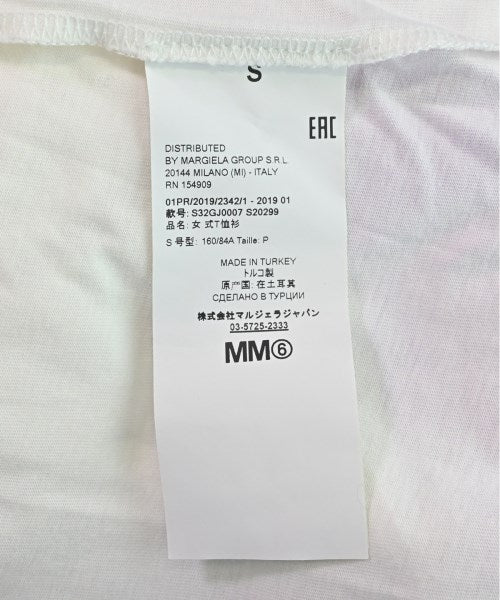 S
EAC
DISTRIBUTED
BY MARGIELA GROUP S.R.L.
20144 MILANO (MI) - ITALY
RN 154909
01PR/2019/2342/1 - 2019 01
款号: S32GJ0007 S20299
品名: 女 式T恤衫
S 号型: 160/84A Taille: P
MADE IN TURKEY
トルコ製
原产国: 在土耳其
СДЕЛАНО В ТУРЦИИ
株式会社マルジェラジャパン
03-5725-2333
MM⑥